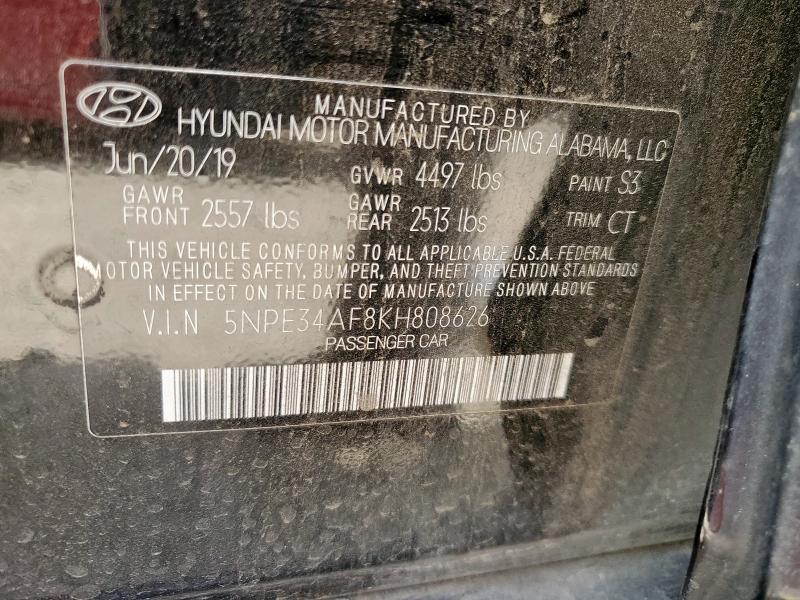 MANUFACTURED BY
HYUNDAI MOTOR MANUFACTURING ALABAMA, LLC
Jun/20/19 GVWR 4497 lbs PAINT S3
GAWR FRONT 2557 lbs GAWR REAR 2513 lbs TRIM CT
THIS VEHICLE CONFORMS TO ALL APPLICABLE U.S.A. FEDERAL
MOTOR VEHICLE SAFETY, BUMPER, AND THEFT PREVENTION STANDARDS
IN EFFECT ON THE DATE OF MANUFACTURE SHOWN ABOVE
V.I.N 5NPE34AF8KH808626
PASSENGER CAR